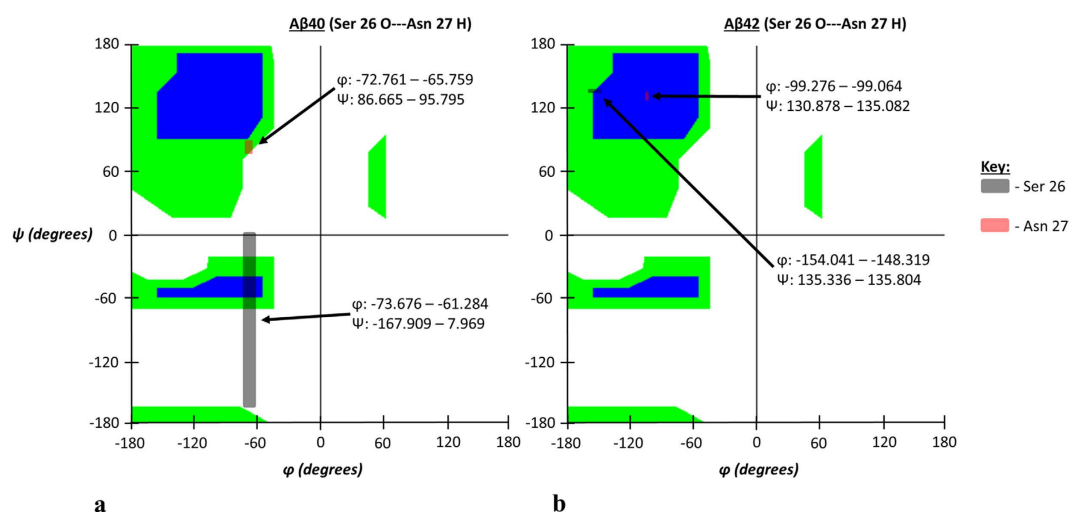 Aβ40 (Ser 26 O---Asn 27 H)
180
120
60
0
-60
-120
-180
ψ (degrees)
φ: -72.761 – -65.759
Ψ: 86.665 – 95.795
φ: -73.676 – -61.284
Ψ: -167.909 – 7.969
-180
-120
-60
0
60
120
180
φ (degrees)
a
Aβ42 (Ser 26 O---Asn 27 H)
180
120
60
0
-60
-120
-180
φ: -99.276 – -99.064
Ψ: 130.878 – 135.082
φ: -154.041 – -148.319
Ψ: 135.336 – 135.804
-180
-120
-60
0
60
120
180
φ (degrees)
b
Key:
- Ser 26
- Asn 27